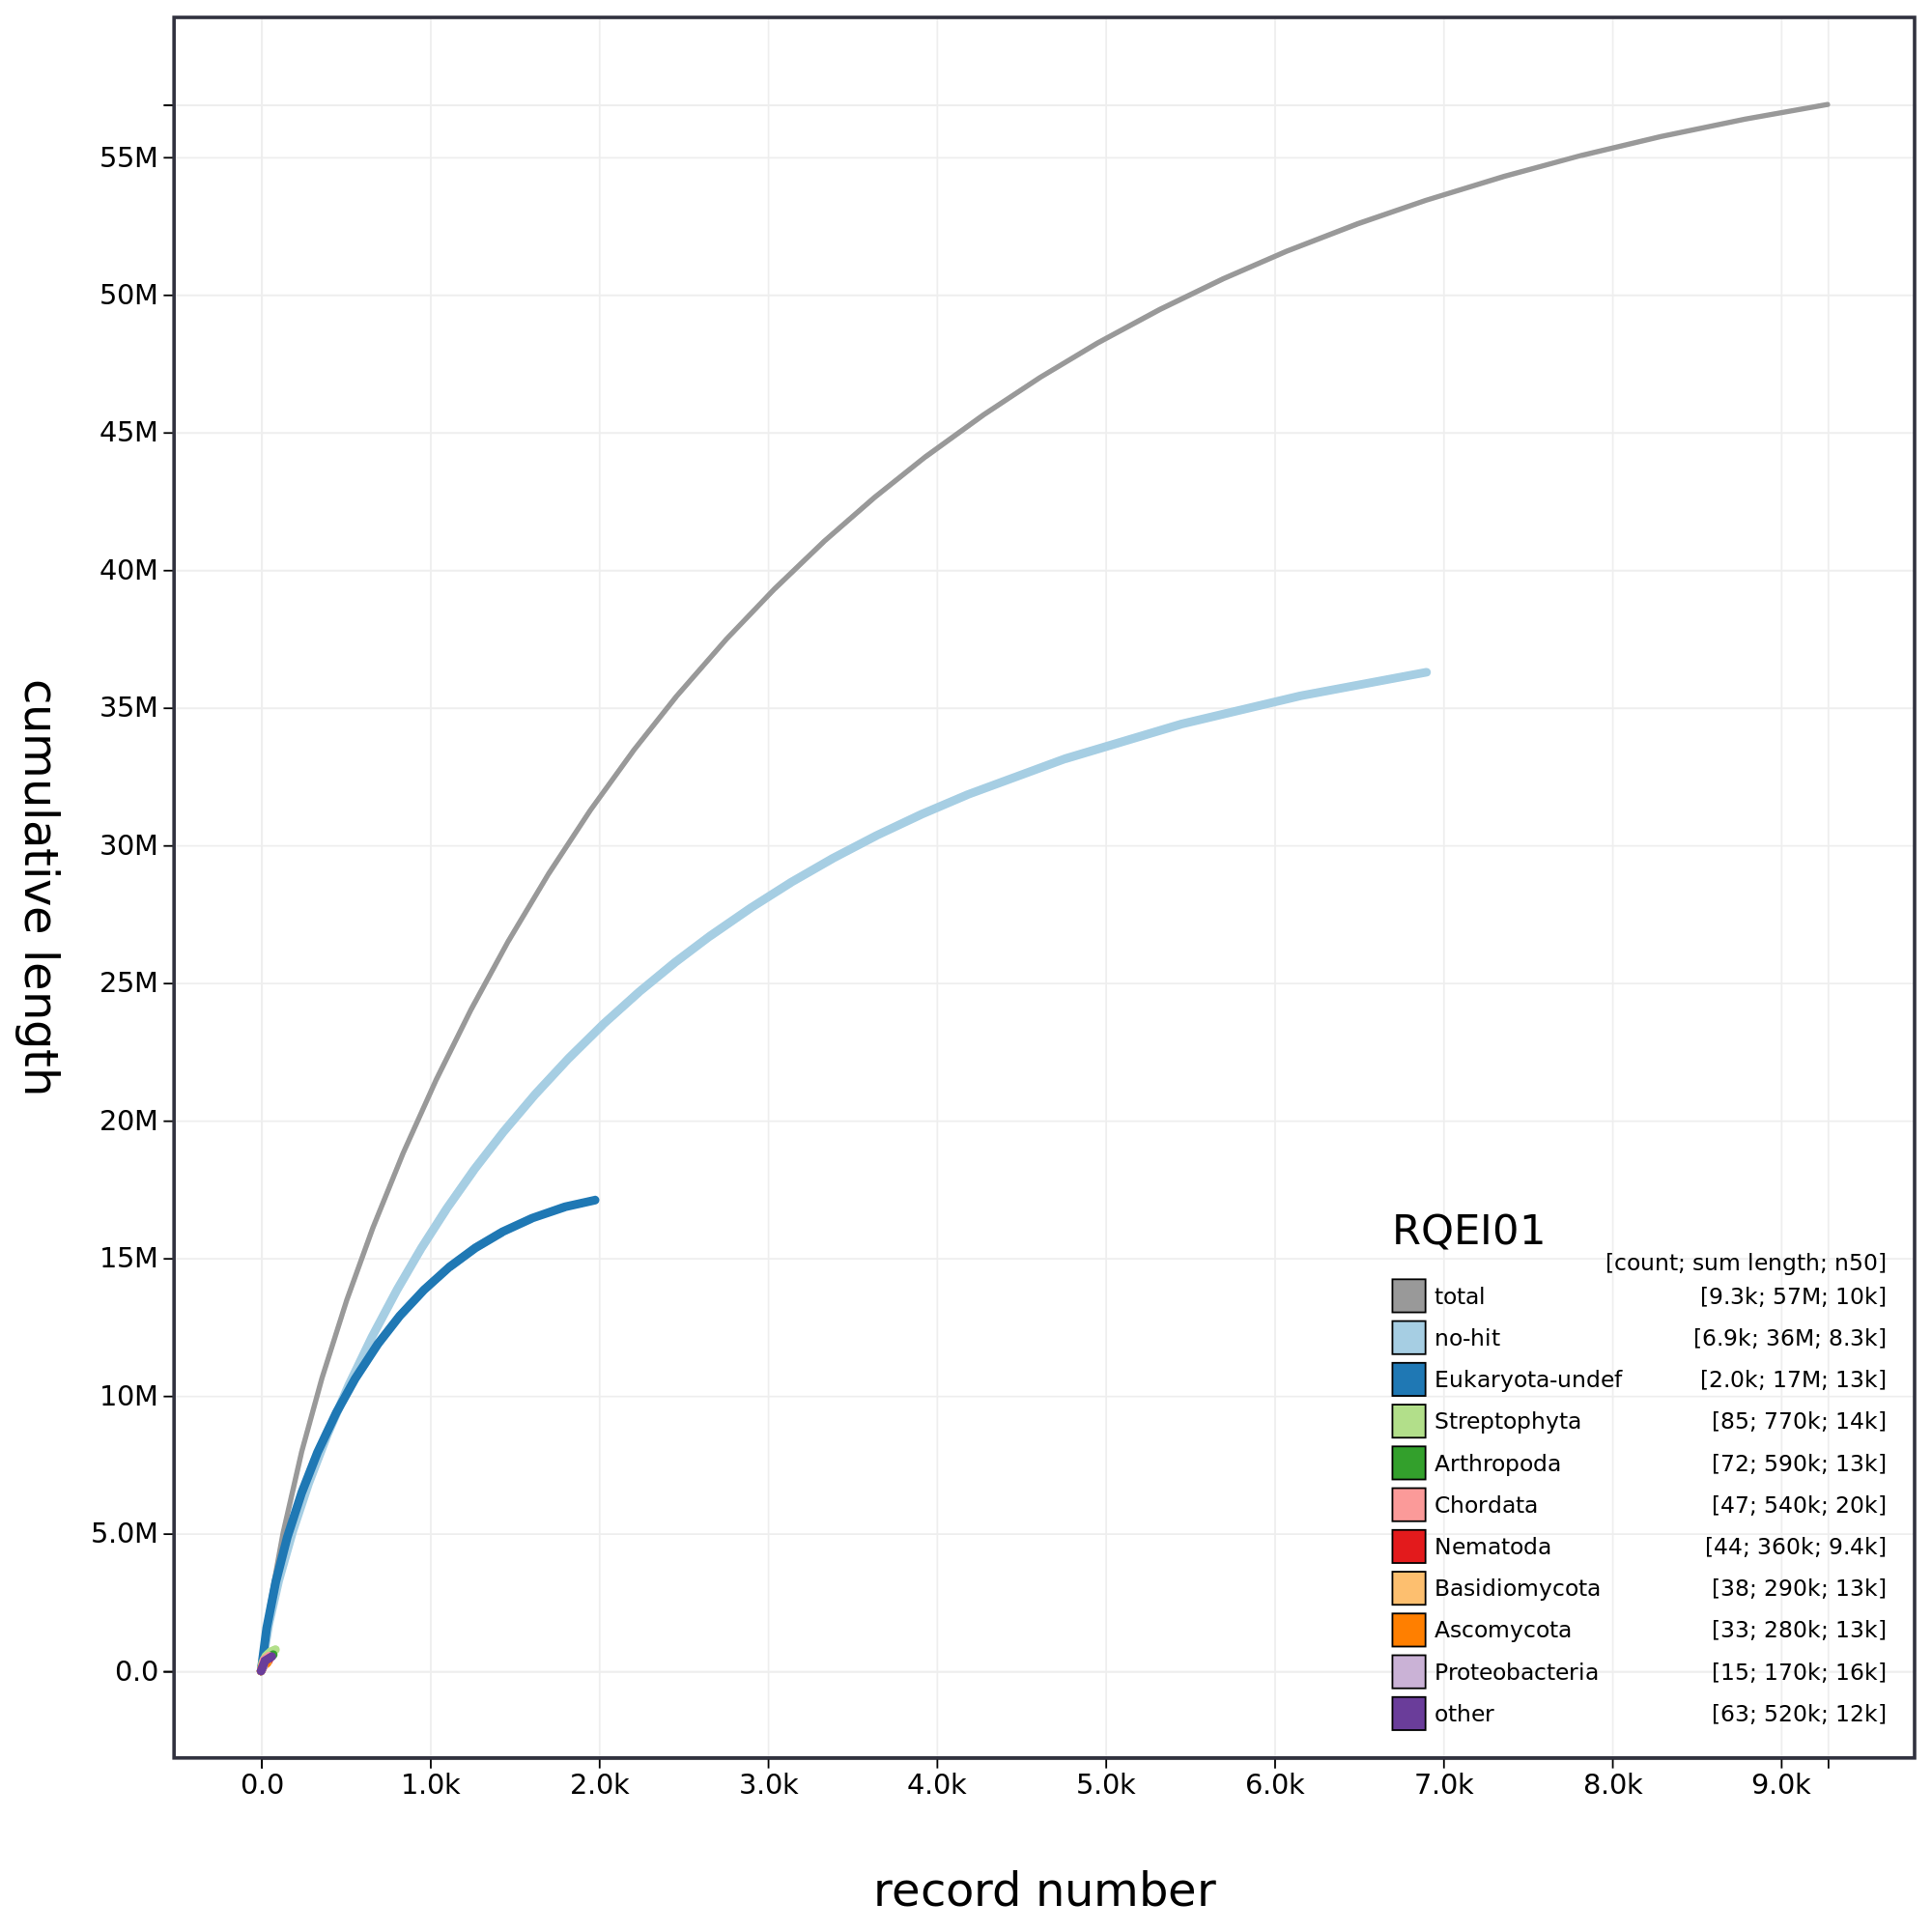 55M
50M
45M
40M
35M
30M
25M
20M
15M
10M
5.0M
0.0
cumulative length
RQEI01
[count; sum length; n50]
total [9.3k; 57M; 10k]
no-hit [6.9k; 36M; 8.3k]
Eukaryota-undef [2.0k; 17M; 13k]
Streptophyta [85; 770k; 14k]
Arthropoda [72; 590k; 13k]
Chordata [47; 540k; 20k]
Nematoda [44; 360k; 9.4k]
Basidiomycota [38; 290k; 13k]
Ascomycota [33; 280k; 13k]
Proteobacteria [15; 170k; 16k]
other [63; 520k; 12k]
0.0 1.0k 2.0k 3.0k 4.0k 5.0k 6.0k 7.0k 8.0k 9.0k
record number